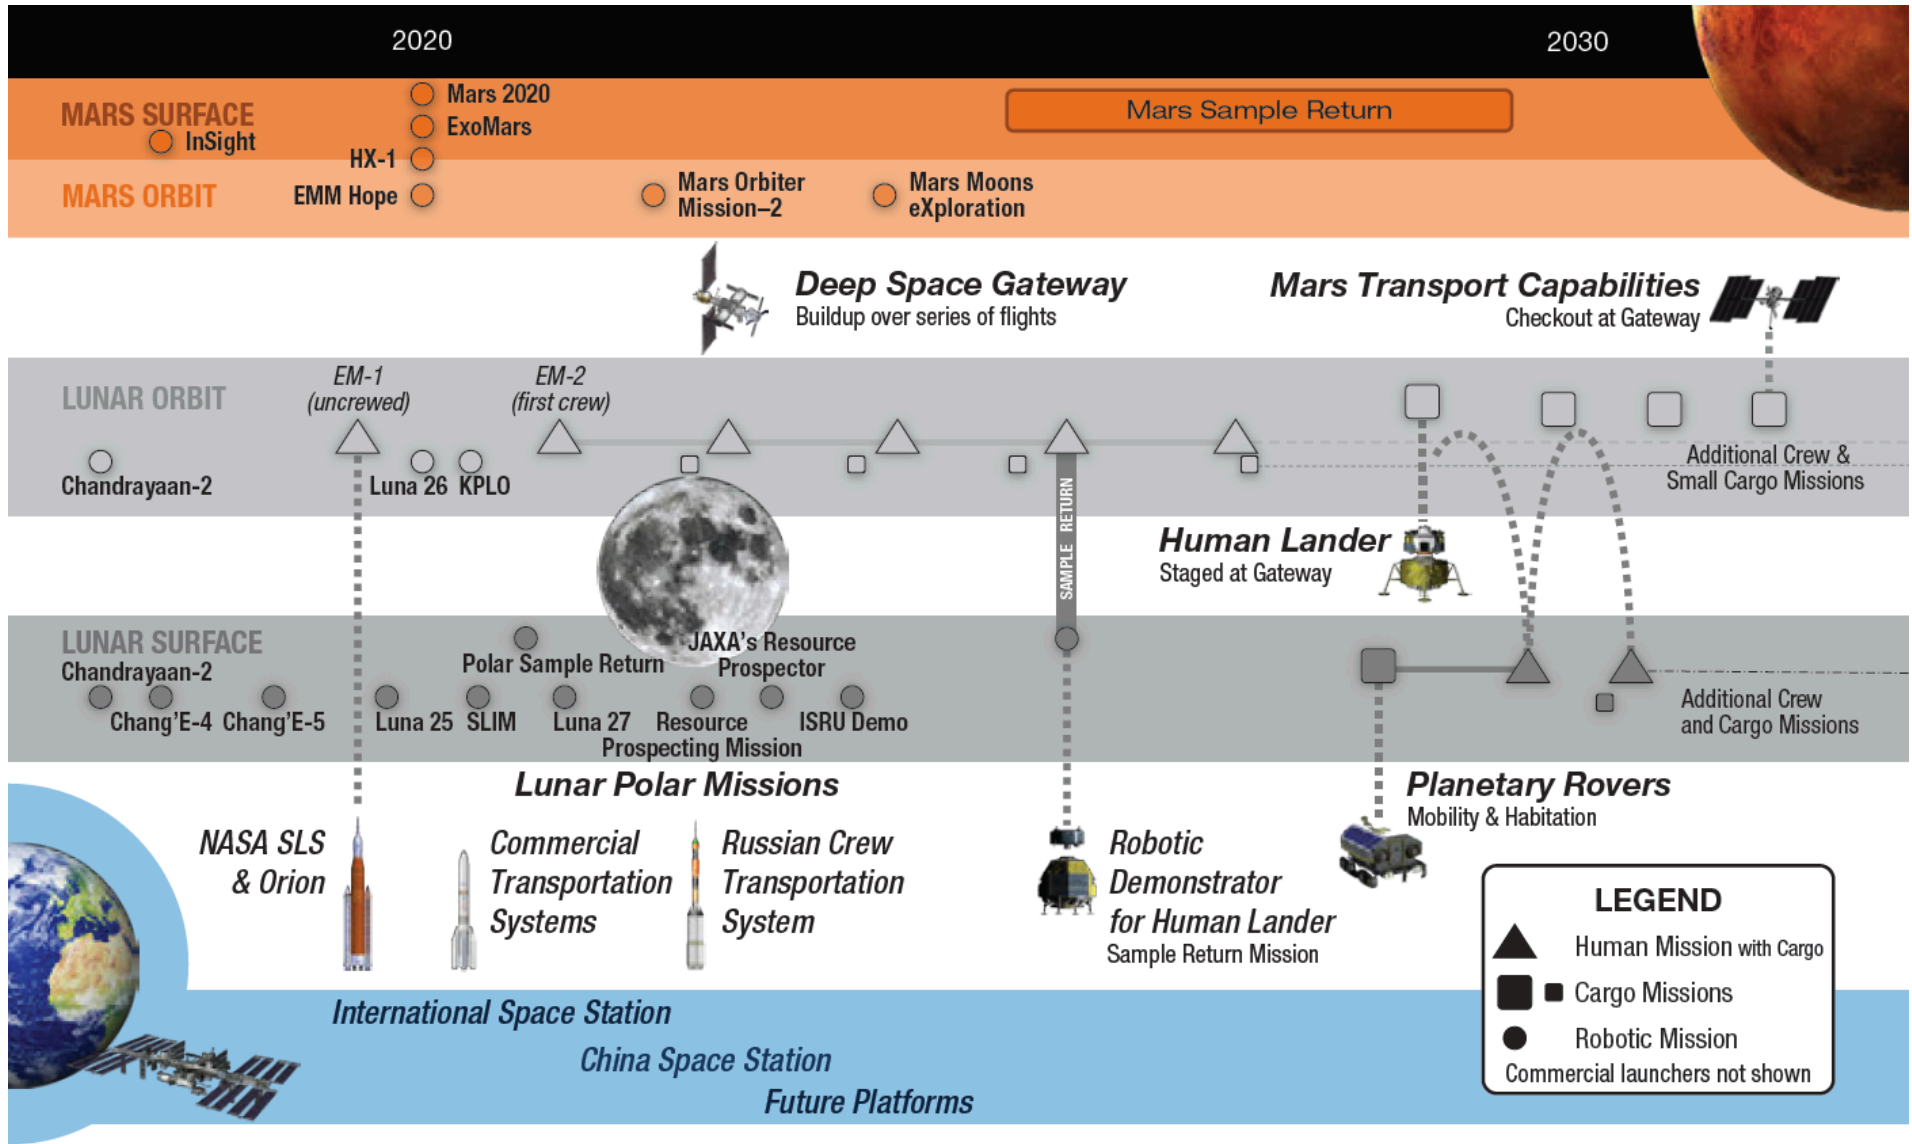 2020
2030
MARS SURFACE
Mars 2020
ExoMars
InSight
HX-1
Mars Sample Return
MARS ORBIT
EMM Hope
Mars Orbiter
Mission–2
Mars Moons
eXploration
Deep Space Gateway
Buildup over series of flights
Mars Transport Capabilities
Checkout at Gateway
LUNAR ORBIT
EM-1
(uncrewed)
EM-2
(first crew)
Chandrayaan-2
Luna 26
KPLO
Additional Crew &
Small Cargo Missions
SAMPLE RETURN
Human Lander
Staged at Gateway
LUNAR SURFACE
Chandrayaan-2
Polar Sample Return
JAXA's Resource
Prospector
Chang'E-4
Chang'E-5
Luna 25
SLIM
Luna 27
Resource
Prospecting Mission
ISRU Demo
Additional Crew
and Cargo Missions
Lunar Polar Missions
Planetary Rovers
Mobility & Habitation
NASA SLS
& Orion
Commercial
Transportation
Systems
Russian Crew
Transportation
System
Robotic
Demonstrator
for Human Lander
Sample Return Mission
LEGEND
Human Mission with Cargo
Cargo Missions
Robotic Mission
Commercial launchers not shown
International Space Station
China Space Station
Future Platforms